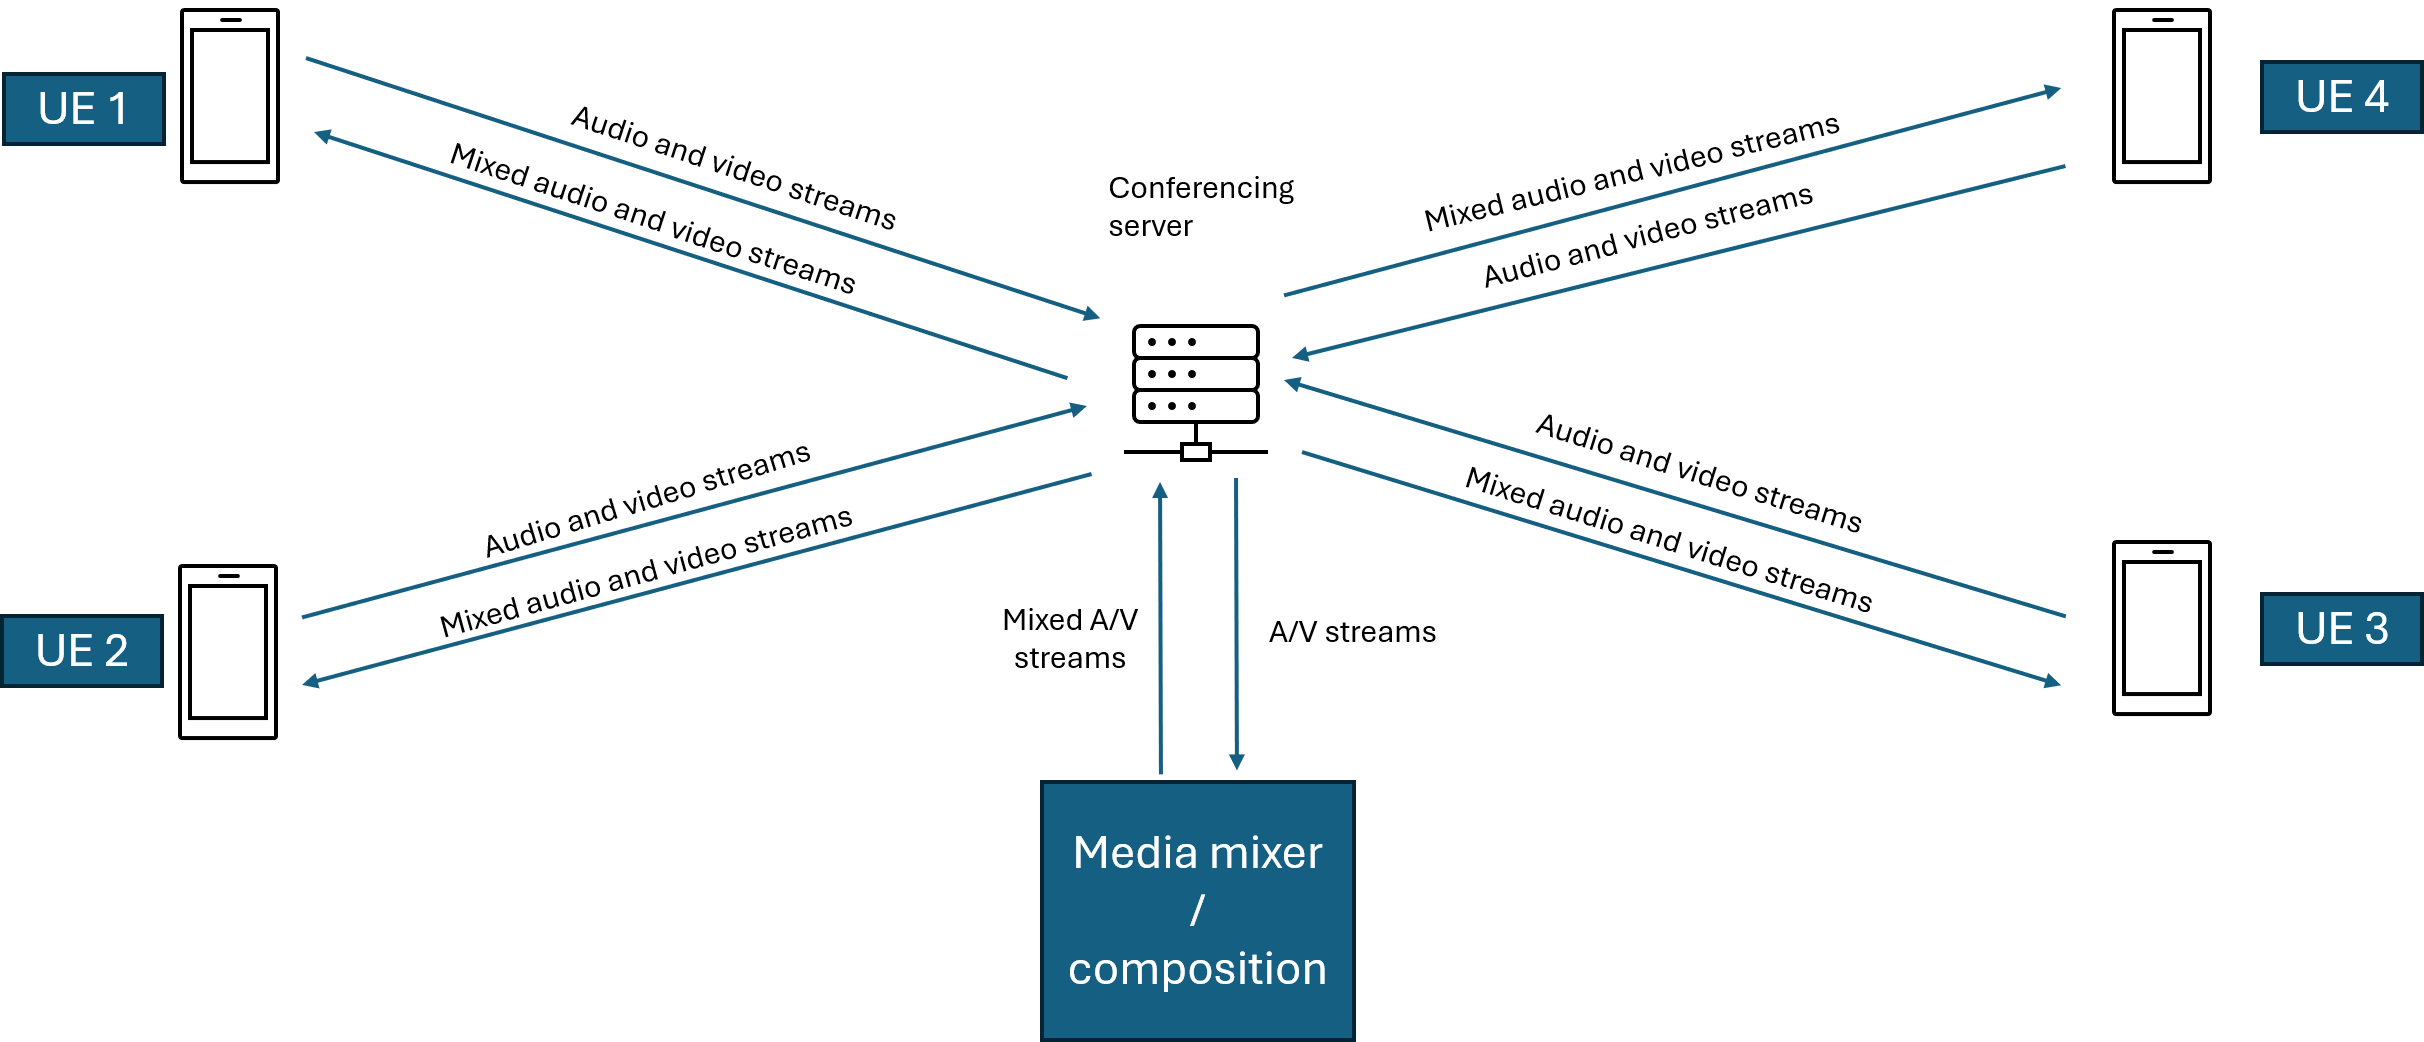 UE 1
Audio and video streams
Mixed audio and video streams
Conferencing
server
Mixed audio and video streams
Audio and video streams
UE 4
UE 2
Audio and video streams
Mixed audio and video streams
Audio and video streams
Mixed audio and video streams
UE 3
Mixed A/V
streams
A/V streams
Media mixer
/
composition